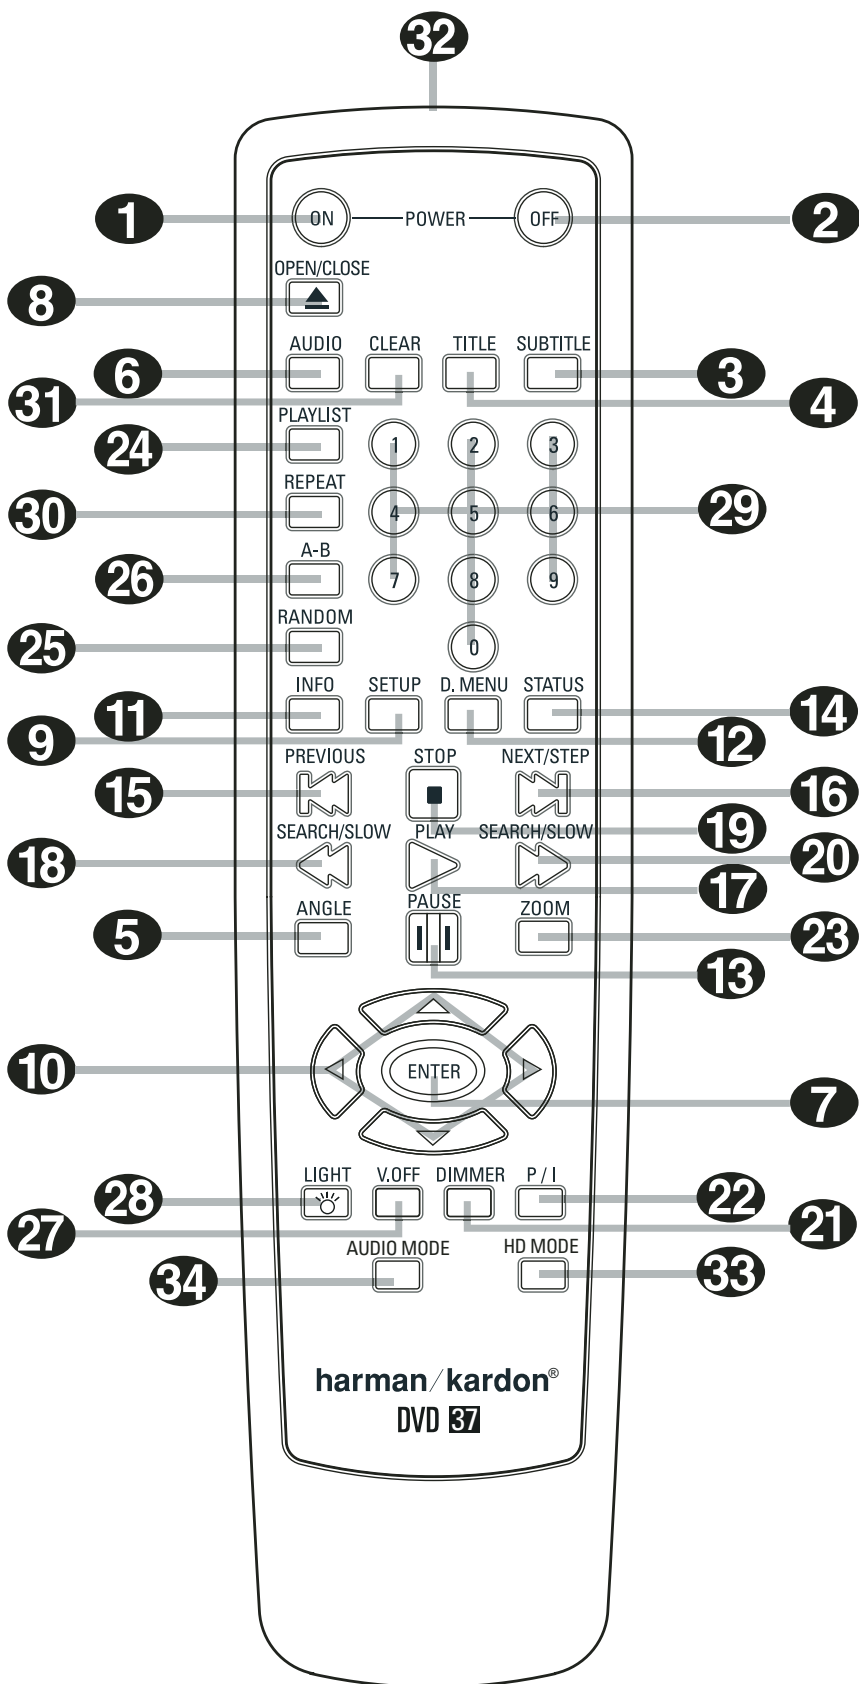 32
1 ON POWER OFF 2
OPEN/CLOSE
8
AUDIO CLEAR TITLE SUBTITLE
6 3
31 4
PLAYLIST
24 1 2 3
REPEAT
30 4 5 6 29
A-B
26 7 8 9
RANDOM
25 0
INFO SETUP D. MENU STATUS
11 14
9 12
PREVIOUS STOP NEXT/STEP
15 16
SEARCH/SLOW PLAY SEARCH/SLOW 19
18 20
17
ANGLE PAUSE ZOOM
5 23
13
10 ENTER
7
LIGHT V.OFF DIMMER P / I
28 22
27 21
AUDIO MODE HD MODE
34 33
harman/kardon®
DVD 37